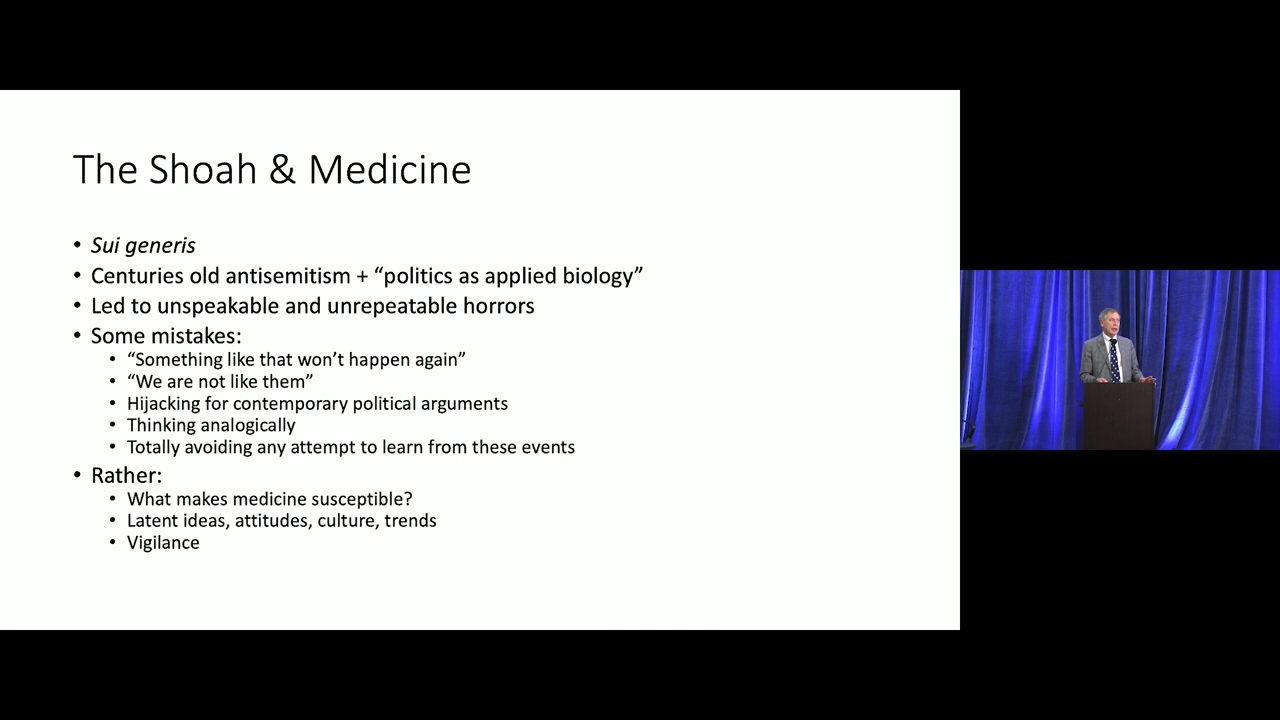 The Shoah & Medicine
• Sui generis
• Centuries old antisemitism + “politics as applied biology”
• Led to unspeakable and unrepeatable horrors
• Some mistakes:
• “Something like that won’t happen again”
• “We are not like them”
• Hijacking for contemporary political arguments
• Thinking analogically
• Totally avoiding any attempt to learn from these events
• Rather:
• What makes medicine susceptible?
• Latent ideas, attitudes, culture, trends
• Vigilance